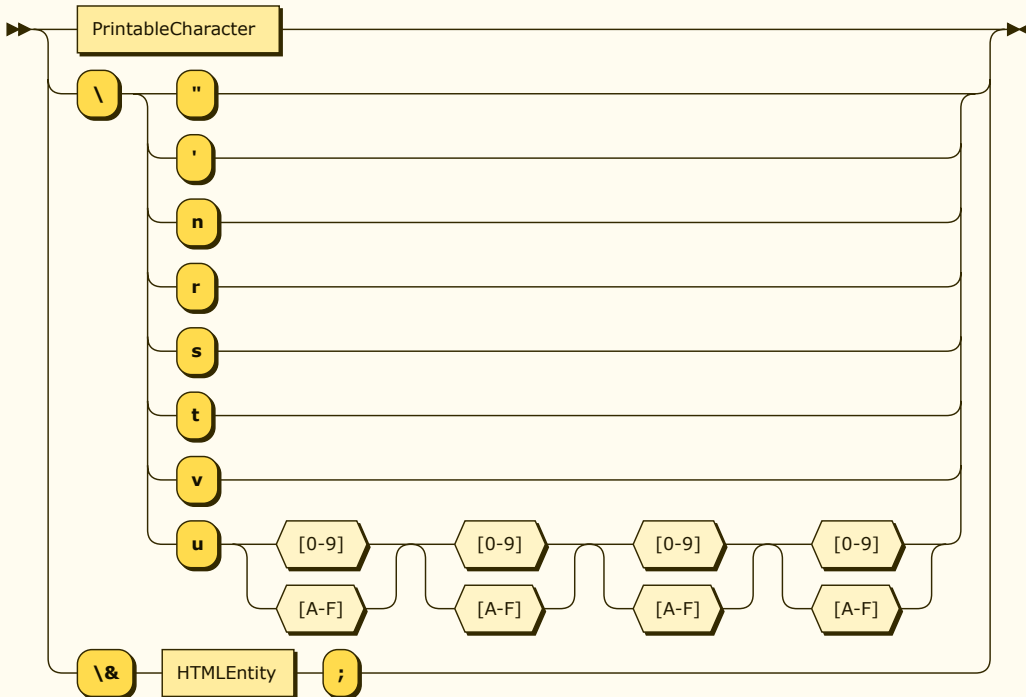 PrintableCharacter
\ "
'
n
r
s
t
v
u [0-9] [0-9] [0-9] [0-9]
[A-F] [A-F] [A-F] [A-F]
\& HTMLEntity ;